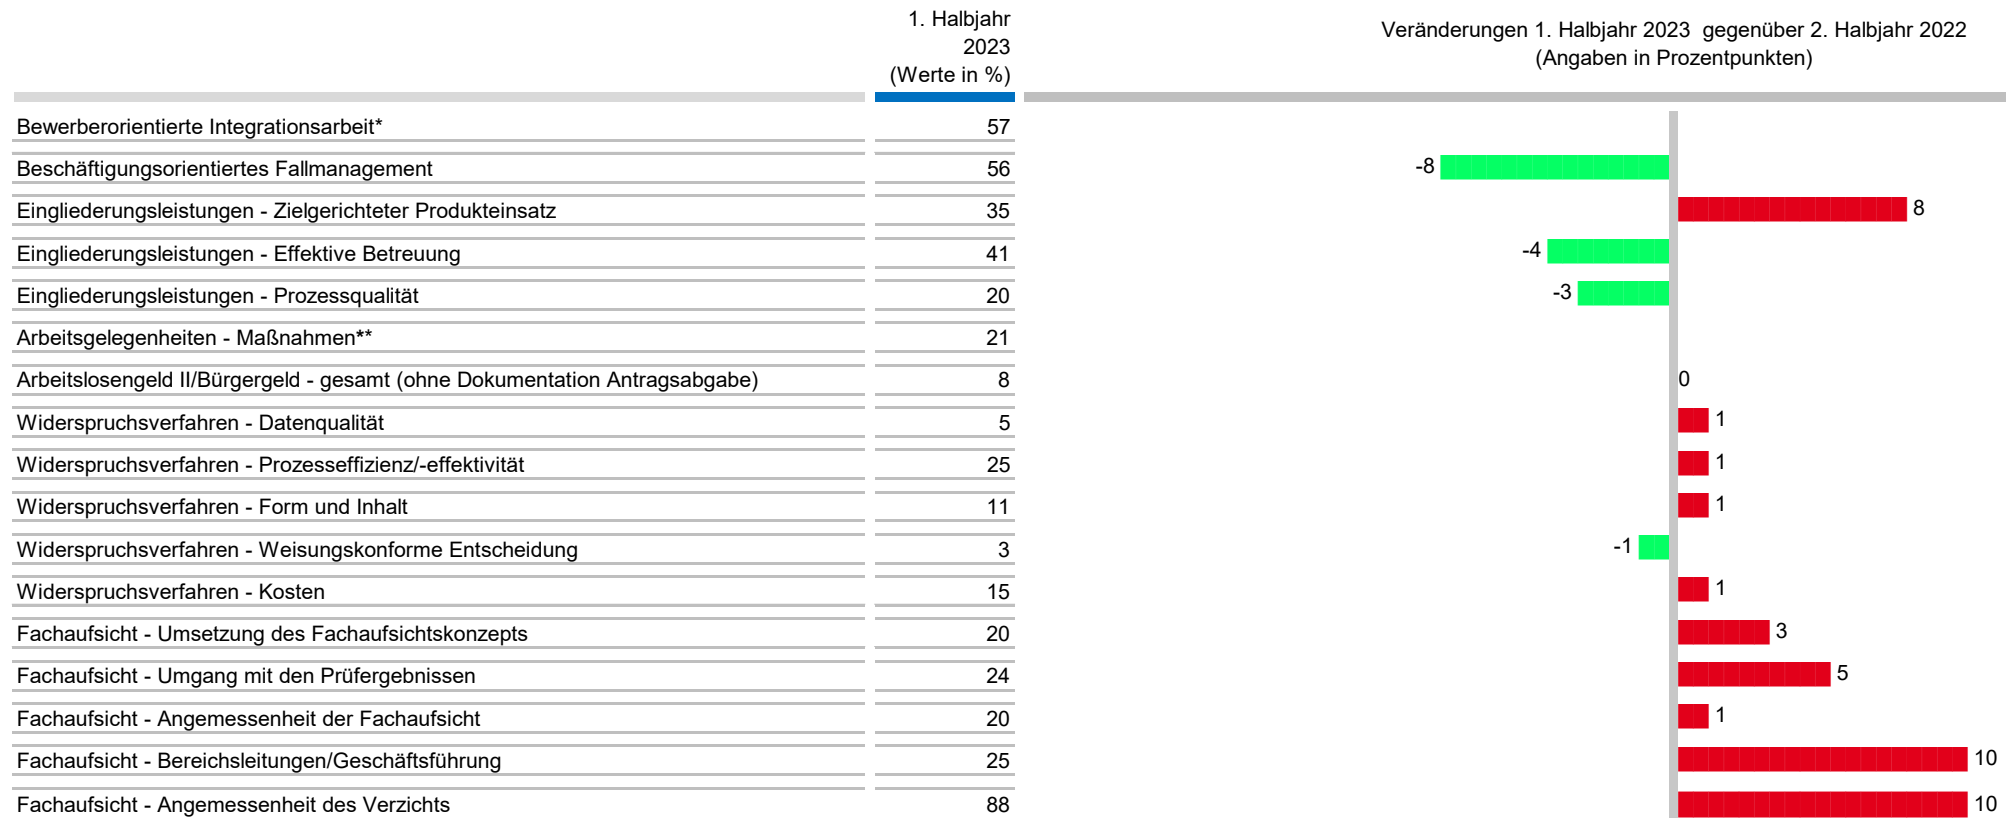 1. Halbjahr
2023
(Werte in %)
Veränderungen 1. Halbjahr 2023 gegenüber 2. Halbjahr 2022
(Angaben in Prozentpunkten)
Bewerberorientierte Integrationsarbeit* 57
Beschäftigungsorientiertes Fallmanagement 56 -8
Eingliederungsleistungen - Zielgerichteter Produkteinsatz 35 8
Eingliederungsleistungen - Effektive Betreuung 41 -4
Eingliederungsleistungen - Prozessqualität 20 -3
Arbeitsgelegenheiten - Maßnahmen** 21
Arbeitslosengeld II/Bürgergeld - gesamt (ohne Dokumentation Antragsabgabe) 8 0
Widerspruchsverfahren - Datenqualität 5 1
Widerspruchsverfahren - Prozesseffizienz/-effektivität 25 1
Widerspruchsverfahren - Form und Inhalt 11 1
Widerspruchsverfahren - Weisungskonforme Entscheidung 3 -1
Widerspruchsverfahren - Kosten 15 1
Fachaufsicht - Umsetzung des Fachaufsichtskonzepts 20 3
Fachaufsicht - Umgang mit den Prüfergebnissen 24 5
Fachaufsicht - Angemessenheit der Fachaufsicht 20 1
Fachaufsicht - Bereichsleitungen/Geschäftsführung 25 10
Fachaufsicht - Angemessenheit des Verzichts 88 10